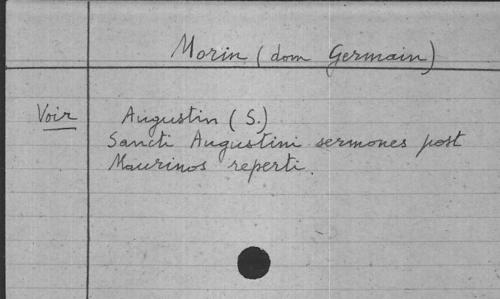 Morin (dom Germain)
Voir Augustin (S.)
Sancti Augustini sermones post
Maurinos reperti.